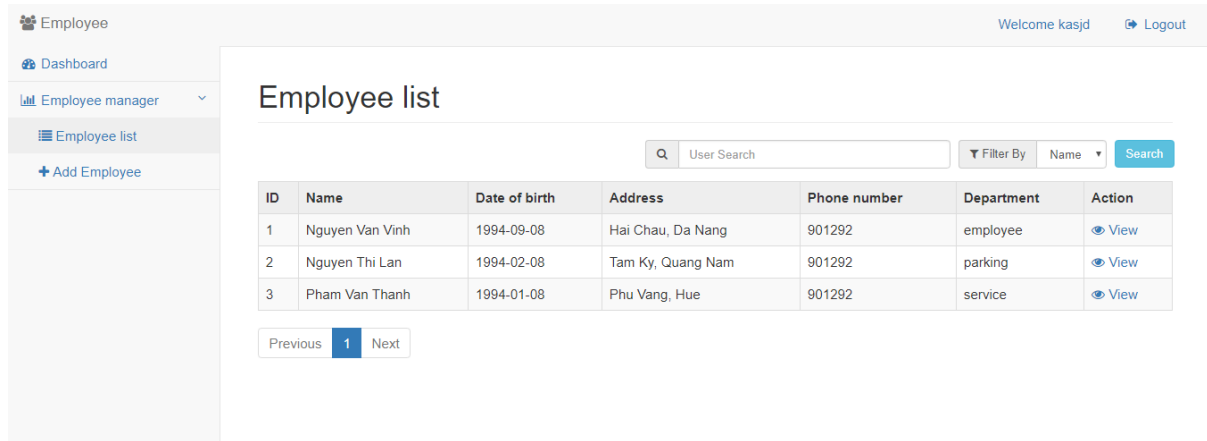 Employee Welcome kasjd Logout
Dashboard
Employee manager
Employee list
Add Employee
Employee list
User Search Filter By Name Search
ID Name Date of birth Address Phone number Department Action
1 Nguyen Van Vinh 1994-09-08 Hai Chau, Da Nang 901292 employee View
2 Nguyen Thi Lan 1994-02-08 Tam Ky, Quang Nam 901292 parking View
3 Pham Van Thanh 1994-01-08 Phu Vang, Hue 901292 service View
Previous 1 Next